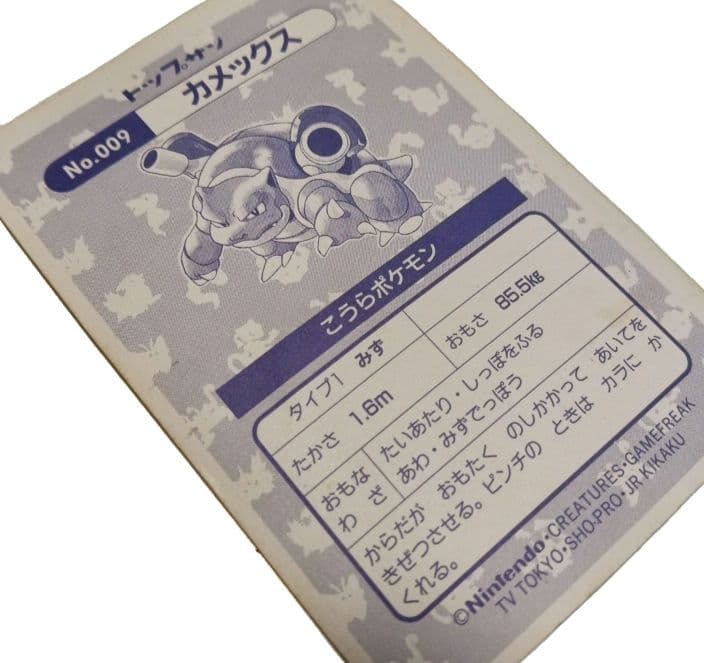 トップサン
No.009 カメックス
こうらポケモン
タイプ1 みず
たかさ 1.6m おもさ 85.5kg
おもな たいあたり・しっぽをふる
わざ あわ・みずでっぽう
からだが おもたく のしかかって あいてを
きぜつさせる。ピンチの ときは カラに か
くれる。
©Nintendo・CREATURES・GAMEFREAK
TV TOKYO・SHO.PRO・JR KIKAKU